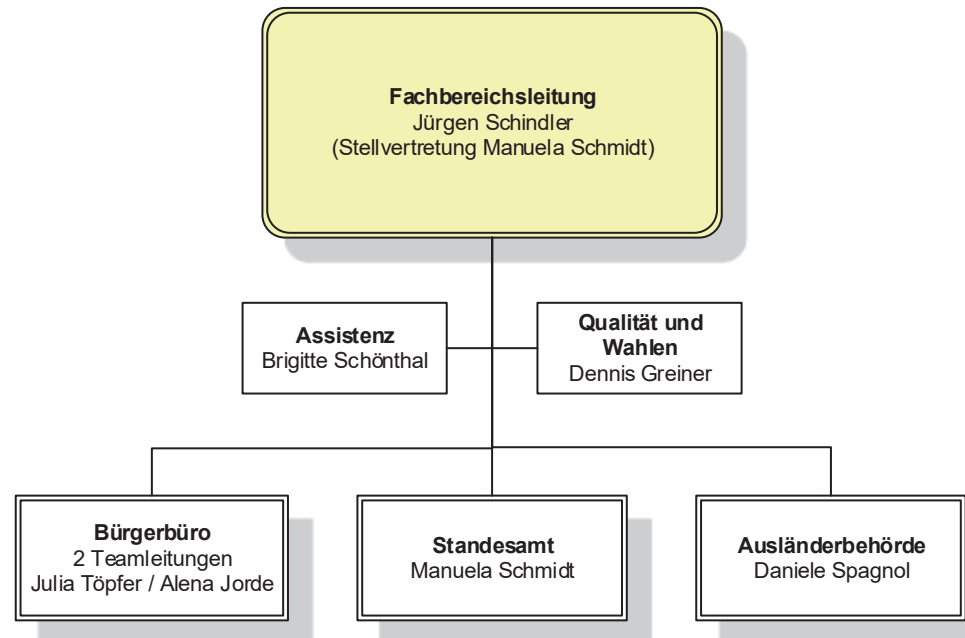 Fachbereichsleitung
Jürgen Schindler
(Stellvertretung Manuela Schmidt)
Assistenz
Brigitte Schönthal
Qualität und
Wahlen
Dennis Greiner
Bürgerbüro
2 Teamleitungen
Julia Töpfer / Alena Jorde
Standesamt
Manuela Schmidt
Ausländerbehörde
Daniele Spagnol